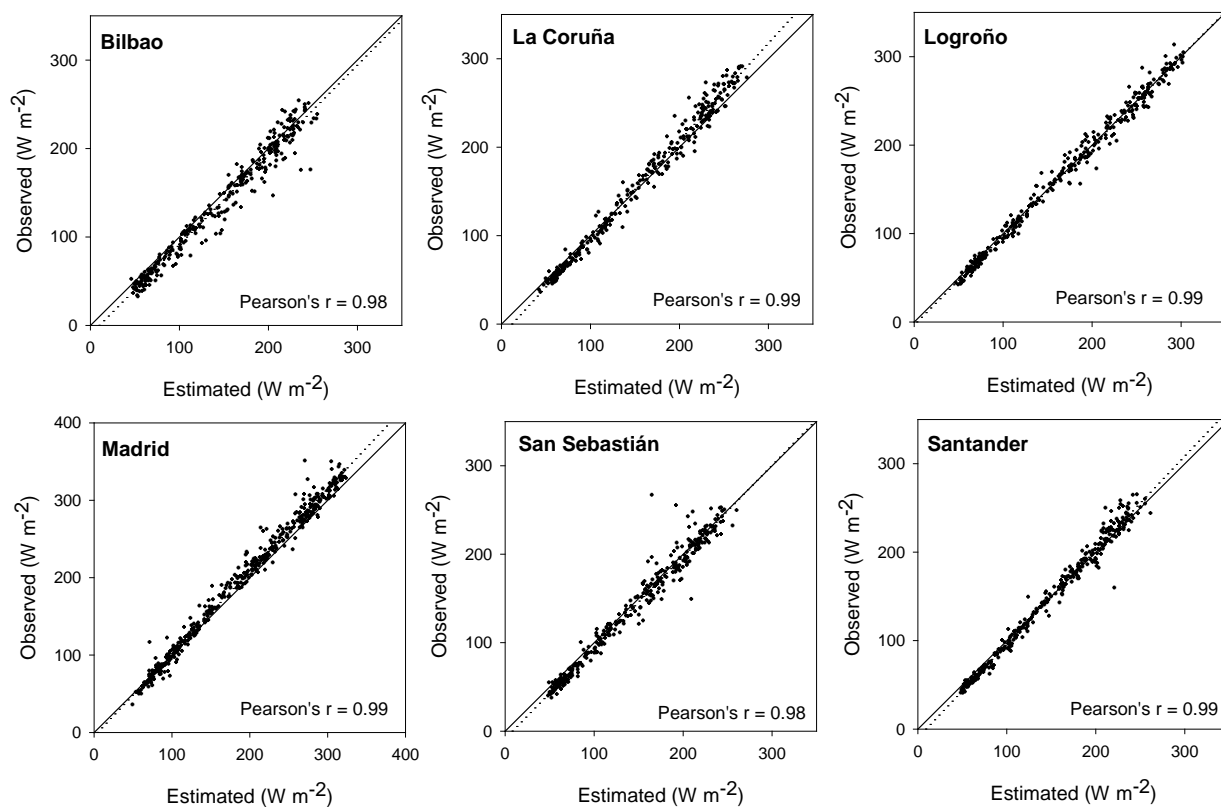 Bilbao
Observed (W m-2)
300
200
100
0
0 100 200 300
Pearson's r = 0.98
Estimated (W m-2)
La Coruña
Observed (W m-2)
300
200
100
0
0 100 200 300
Pearson's r = 0.99
Estimated (W m-2)
Logroño
Observed (W m-2)
300
200
100
0
0 100 200 300
Pearson's r = 0.99
Estimated (W m-2)
Madrid
Observed (W m-2)
400
300
200
100
0
0 100 200 300 400
Pearson's r = 0.99
Estimated (W m-2)
San Sebastián
Observed (W m-2)
300
200
100
0
0 100 200 300
Pearson's r = 0.98
Estimated (W m-2)
Santander
Observed (W m-2)
300
200
100
0
0 100 200 300
Pearson's r = 0.99
Estimated (W m-2)